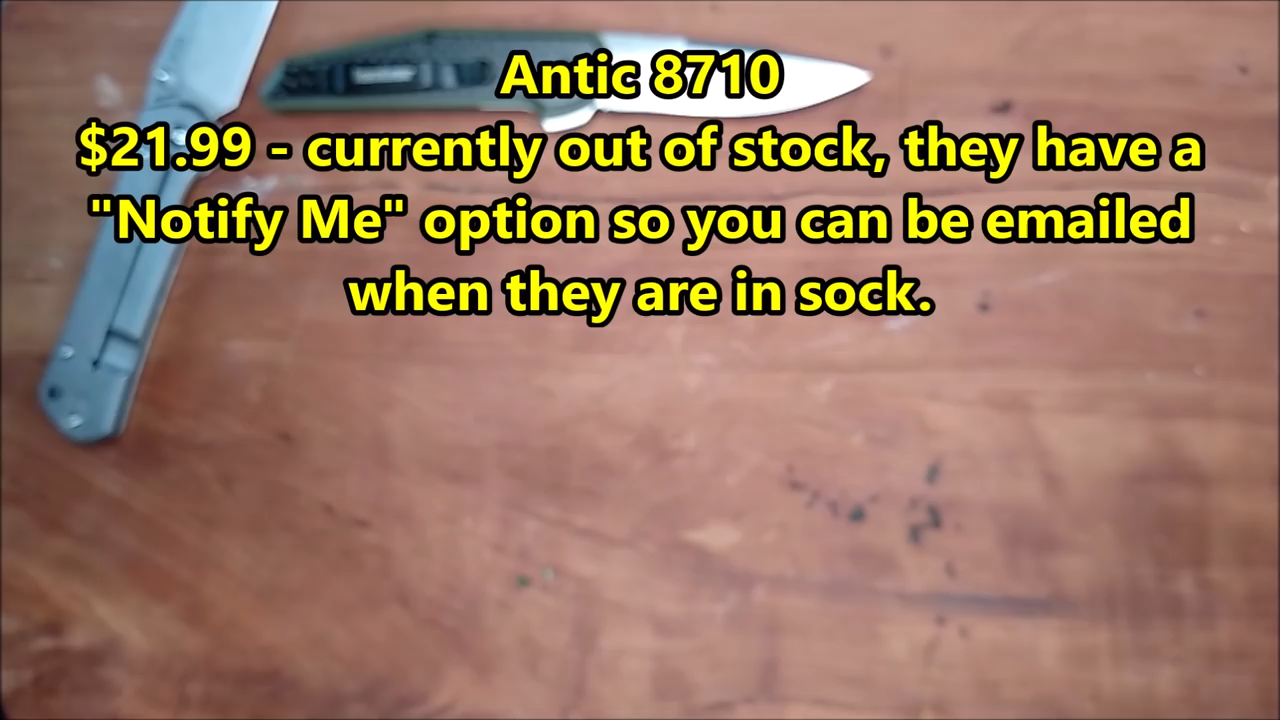 Antic 8710
$21.99 - currently out of stock, they have a
"Notify Me" option so you can be emailed
when they are in sock.